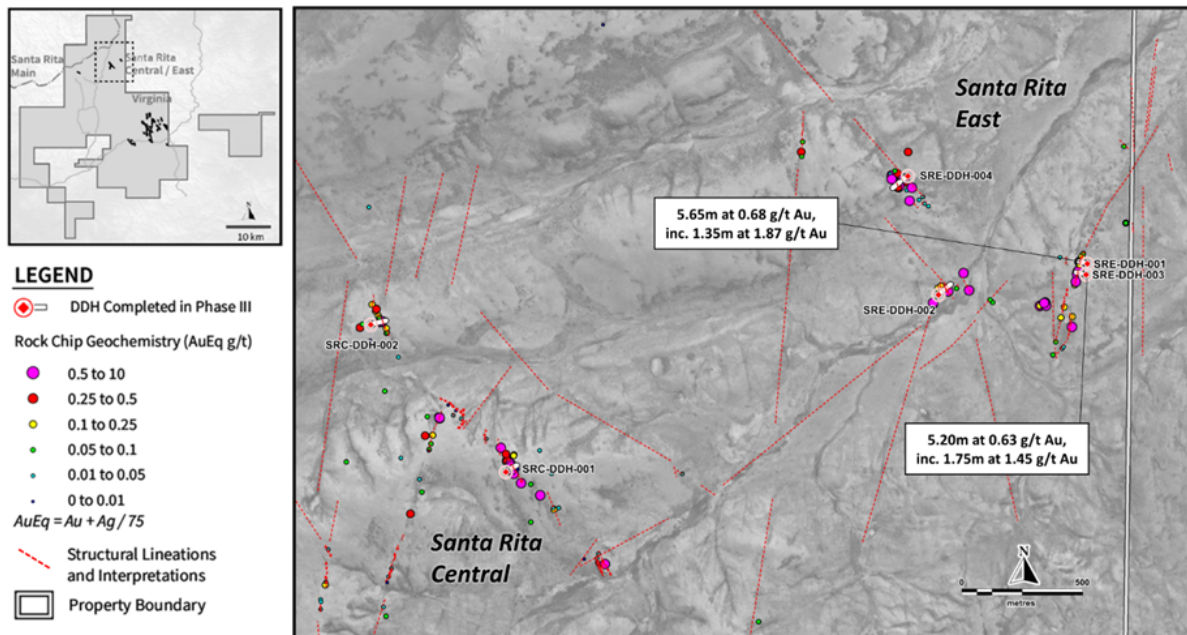 Santa Rita
Main
Santa Rita
Central / East
Virginia
N
10 km
LEGEND
DDH Completed in Phase III
Rock Chip Geochemistry (AuEq g/t)
0.5 to 10
0.25 to 0.5
0.1 to 0.25
0.05 to 0.1
0.01 to 0.05
0 to 0.01
AuEq = Au + Ag / 75
Structural Lineations
and Interpretations
Property Boundary
Santa Rita
East
SRE-DDH-004
5.65m at 0.68 g/t Au,
inc. 1.35m at 1.87 g/t Au
SRE-DDH-001
SRE-DDH-003
SRE-DDH-002
SRC-DDH-002
5.20m at 0.63 g/t Au,
inc. 1.75m at 1.45 g/t Au
SRC-DDH-001
Santa Rita
Central
N
0 500
metres